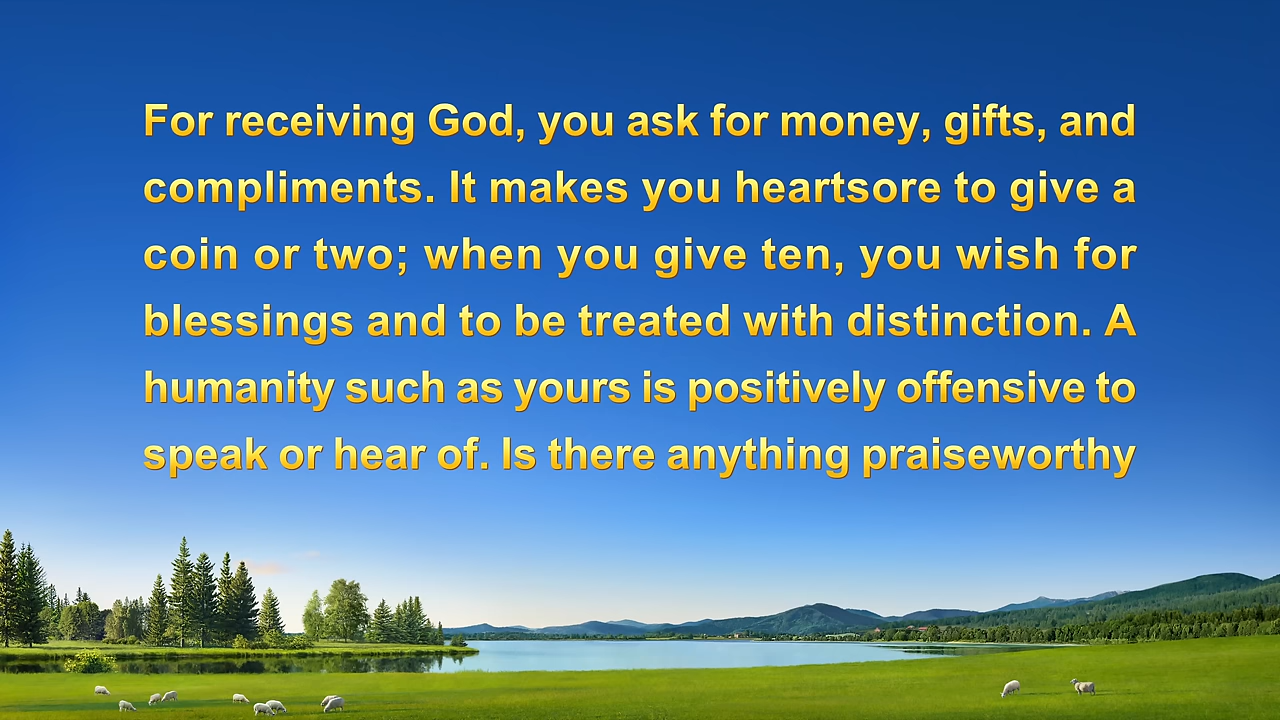 For receiving God, you ask for money, gifts, and
compliments. It makes you heartsore to give a
coin or two; when you give ten, you wish for
blessings and to be treated with distinction. A
humanity such as yours is positively offensive to
speak or hear of. Is there anything praiseworthy